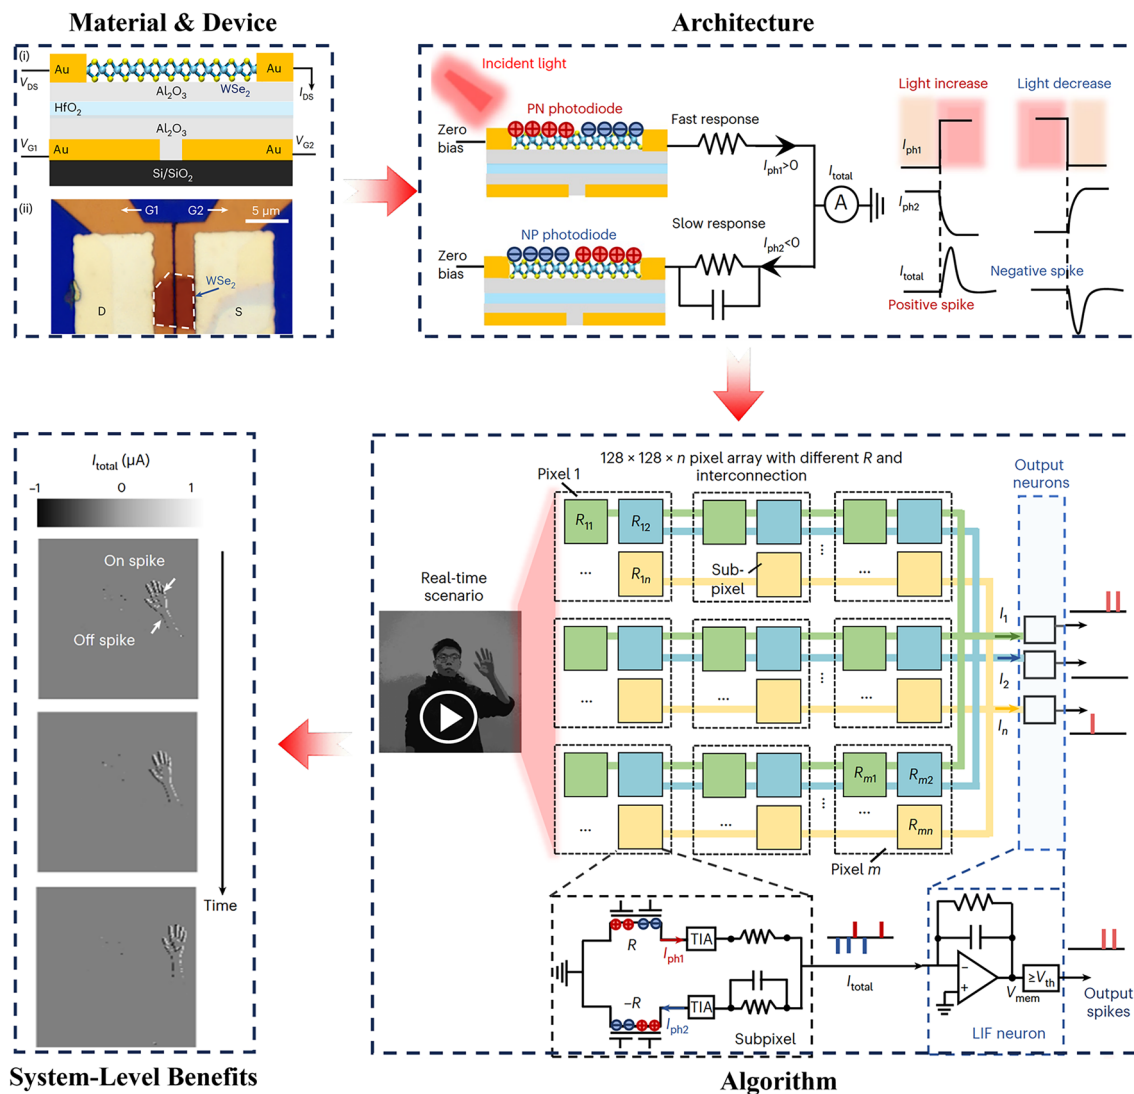 Material & Device
(i)
Au
Au
V_DS
Al₂O₃
WSe₂
I_DS
HfO₂
Al₂O₃
V_G1
Au
Au
V_G2
Si/SiO₂
(ii)
G1
G2
5 μm
WSe₂
D
S
Architecture
Incident light
PN photodiode
Zero
bias
Fast response
I_ph1>0
I_total
A
NP photodiode
Slow response
I_ph2<0
Zero
bias
Light increase
Light decrease
I_ph1
I_ph2
I_total
Negative spike
Positive spike
I_total (μA)
−1
0
1
On spike
Off spike
Time
System-Level Benefits
128 × 128 × n pixel array with different R and
interconnection
Pixel 1
Output
neurons
R₁₁
R₁₂
...
R₁ₙ
Sub-
pixel
...
...
Real-time
scenario
I₁
I₂
Iₙ
...
...
...
R_m1
R_m2
...
...
...
R_mn
Pixel m
R
I_ph1
TIA
−R
I_ph2
TIA
Subpixel
I_total
−
+
V_mem
≥V_th
Output
spikes
LIF neuron
Algorithm